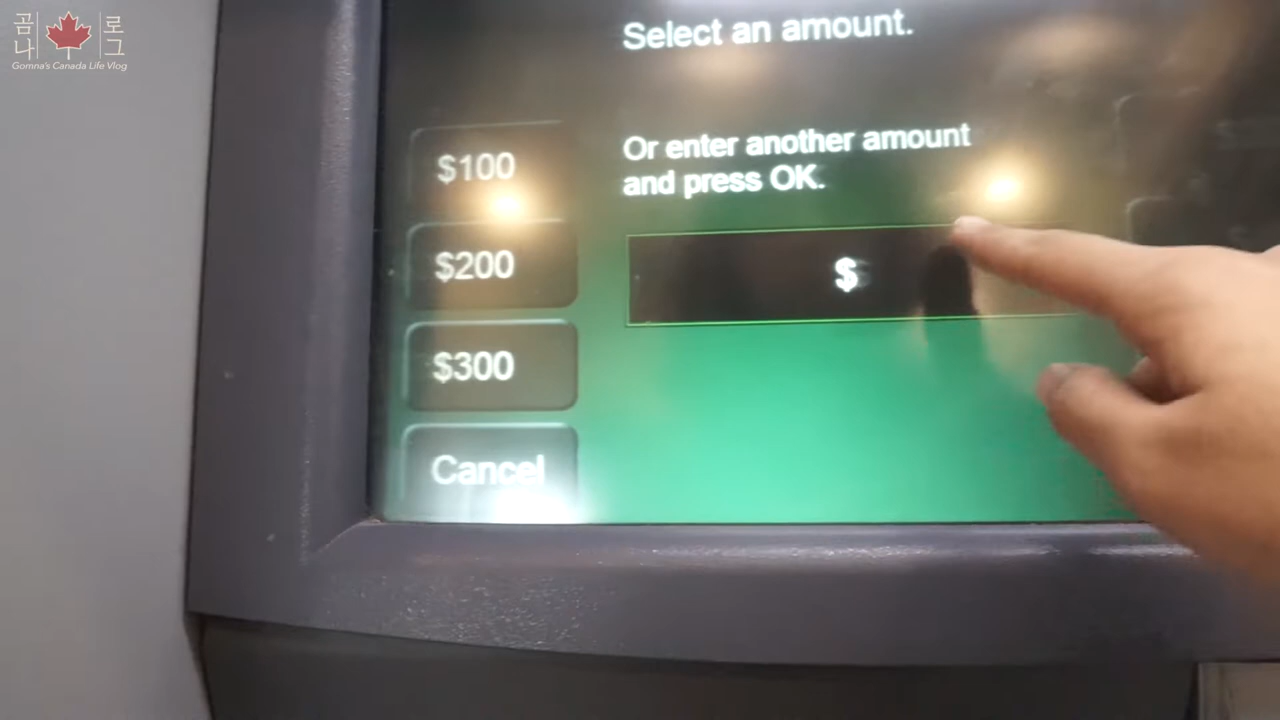 곰 로
나 그
Gomna's Canada Life Vlog
Select an amount.
Or enter another amount
and press OK.
$100
$200
$300
Cancel
$